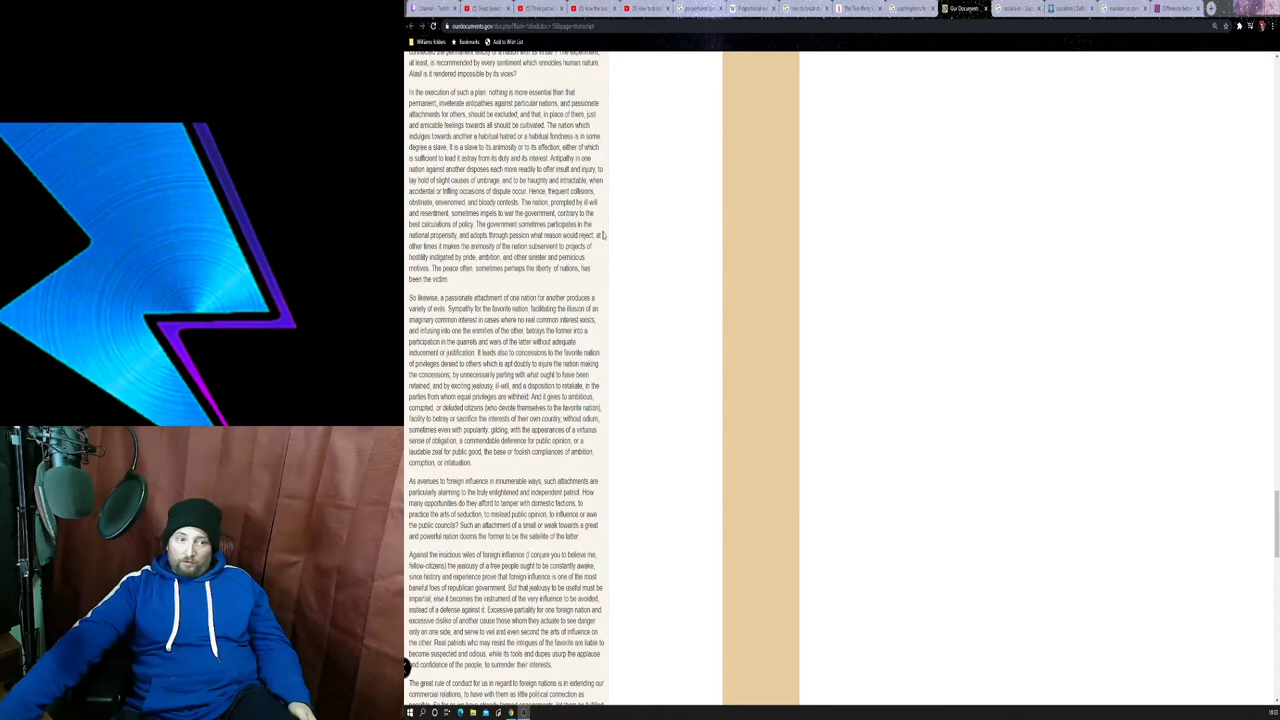 Channel - Twitch
ourdocuments.gov/doc.php?flash=false&doc=15&page=transcript
Williams folders
Bookmarks
Add to Wish List
connected the permanent felicity of a nation with its virtue? The experiment,
at least, is recommended by every sentiment which ennobles human nature.
Alas! is it rendered impossible by its vices?
In the execution of such a plan, nothing is more essential than that
permanent, inveterate antipathies against particular nations, and passionate
attachments for others, should be excluded; and that, in place of them, just
and amicable feelings towards all should be cultivated. The nation which
indulges towards another a habitual hatred or a habitual fondness is in some
degree a slave. It is a slave to its animosity or to its affection, either of which
is sufficient to lead it astray from its duty and its interest. Antipathy in one
nation against another disposes each more readily to offer insult and injury, to
lay hold of slight causes of umbrage, and to be haughty and intractable, when
accidental or trifling occasions of dispute occur. Hence, frequent collisions,
obstinate, envenomed, and bloody contests. The nation, prompted by ill-will
and resentment, sometimes impels to war the government, contrary to the
best calculations of policy. The government sometimes participates in the
national propensity, and adopts through passion what reason would reject; at
other times it makes the animosity of the nation subservient to projects of
hostility instigated by pride, ambition, and other sinister and pernicious
motives. The peace often, sometimes perhaps the liberty, of nations, has
been the victim.
So likewise, a passionate attachment of one nation for another produces a
variety of evils. Sympathy for the favorite nation, facilitating the illusion of an
imaginary common interest in cases where no real common interest exists,
and infusing into one the enmities of the other, betrays the former into a
participation in the quarrels and wars of the latter without adequate
inducement or justification. It leads also to concessions to the favorite nation
of privileges denied to others which is apt doubly to injure the nation making
the concessions; by unnecessarily parting with what ought to have been
retained, and by exciting jealousy, ill-will, and a disposition to retaliate, in the
parties from whom equal privileges are withheld. And it gives to ambitious,
corrupted, or deluded citizens (who devote themselves to the favorite nation),
facility to betray or sacrifice the interests of their own country, without odium,
sometimes even with popularity; gilding, with the appearances of a virtuous
sense of obligation, a commendable deference for public opinion, or a
laudable zeal for public good, the base or foolish compliances of ambition,
corruption, or infatuation.
As avenues to foreign influence in innumerable ways, such attachments are
particularly alarming to the truly enlightened and independent patriot. How
many opportunities do they afford to tamper with domestic factions, to
practice the arts of seduction, to mislead public opinion, to influence or awe
the public councils? Such an attachment of a small or weak towards a great
and powerful nation dooms the former to be the satellite of the latter.
Against the insidious wiles of foreign influence (I conjure you to believe me,
fellow-citizens) the jealousy of a free people ought to be constantly awake,
since history and experience prove that foreign influence is one of the most
baneful foes of republican government. But that jealousy to be useful must be
impartial; else it becomes the instrument of the very influence to be avoided,
instead of a defense against it. Excessive partiality for one foreign nation and
excessive dislike of another cause those whom they actuate to see danger
only on one side, and serve to veil and even second the arts of influence on
the other. Real patriots who may resist the intrigues of the favorite are liable to
become suspected and odious, while its tools and dupes usurp the applause
and confidence of the people, to surrender their interests.
The great rule of conduct for us in regard to foreign nations is in extending our
commercial relations, to have with them as little political connection as
possible. So far as we have already formed engagements, let them be fulfilled